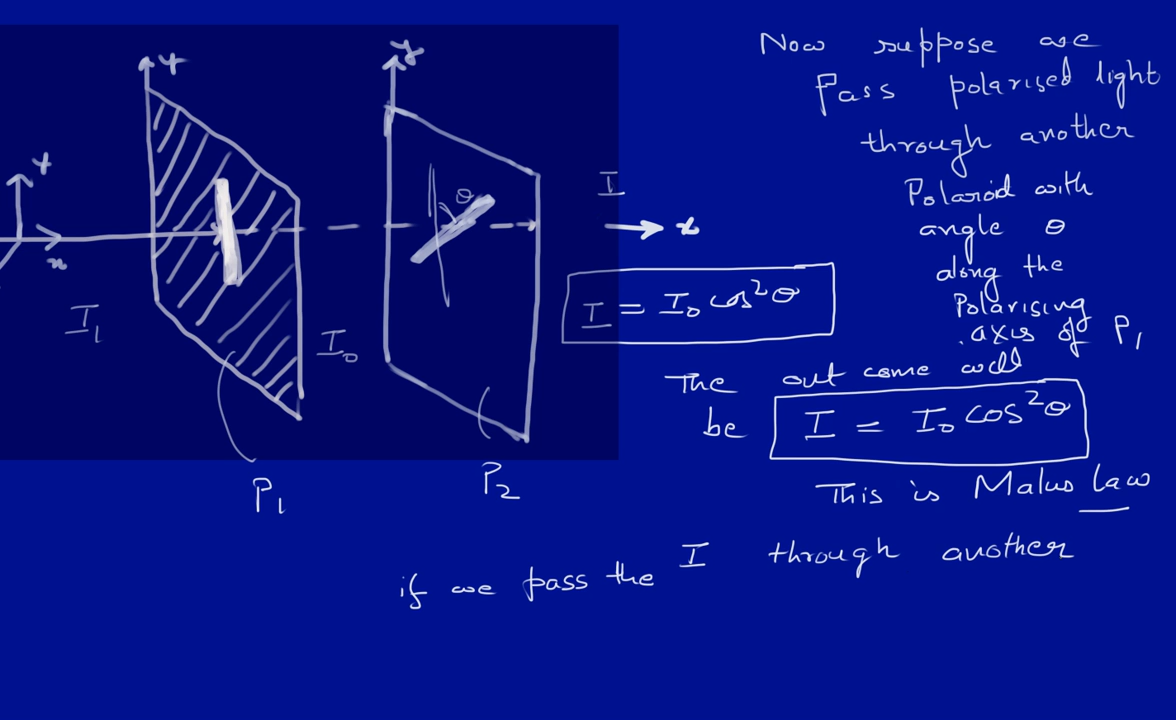 Y
Y
y
x
I₁
I₀
θ
I
x
P₁
P₂
I = I₀ cos²θ
Now suppose we
Pass polarised light
through another
Polaroid with
angle θ
along the
Polarising
axis of P₁
The out come will
be I = I₀ cos²θ
This is Malus law
if we pass the I through another